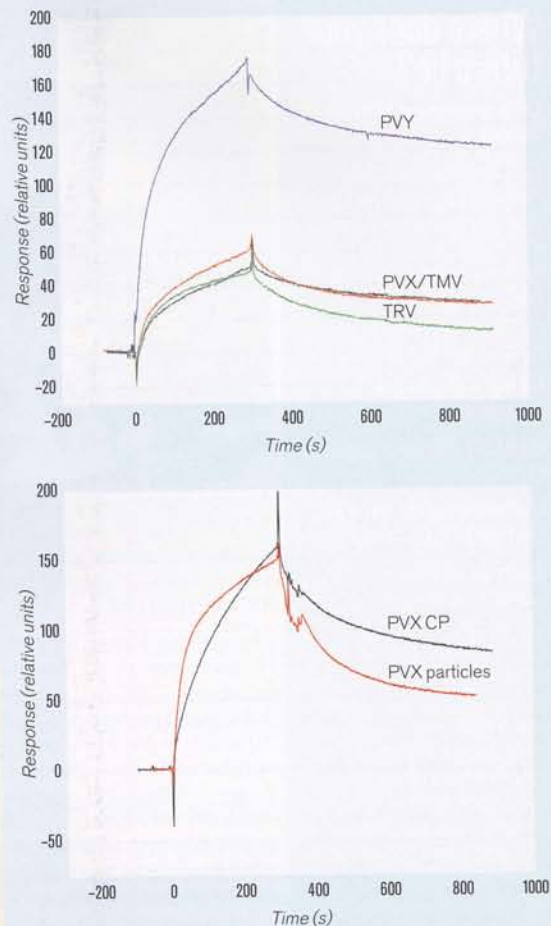 200
180
160
140
120
100
80
60
40
20
0
–20
Response (relative units)
PVY
PVX/TMV
TRV
–200 0 200 400 600 800 1000
Time (s)
200
150
100
50
0
–50
Response (relative units)
PVX CP
PVX particles
–200 0 200 400 600 800 1000
Time (s)